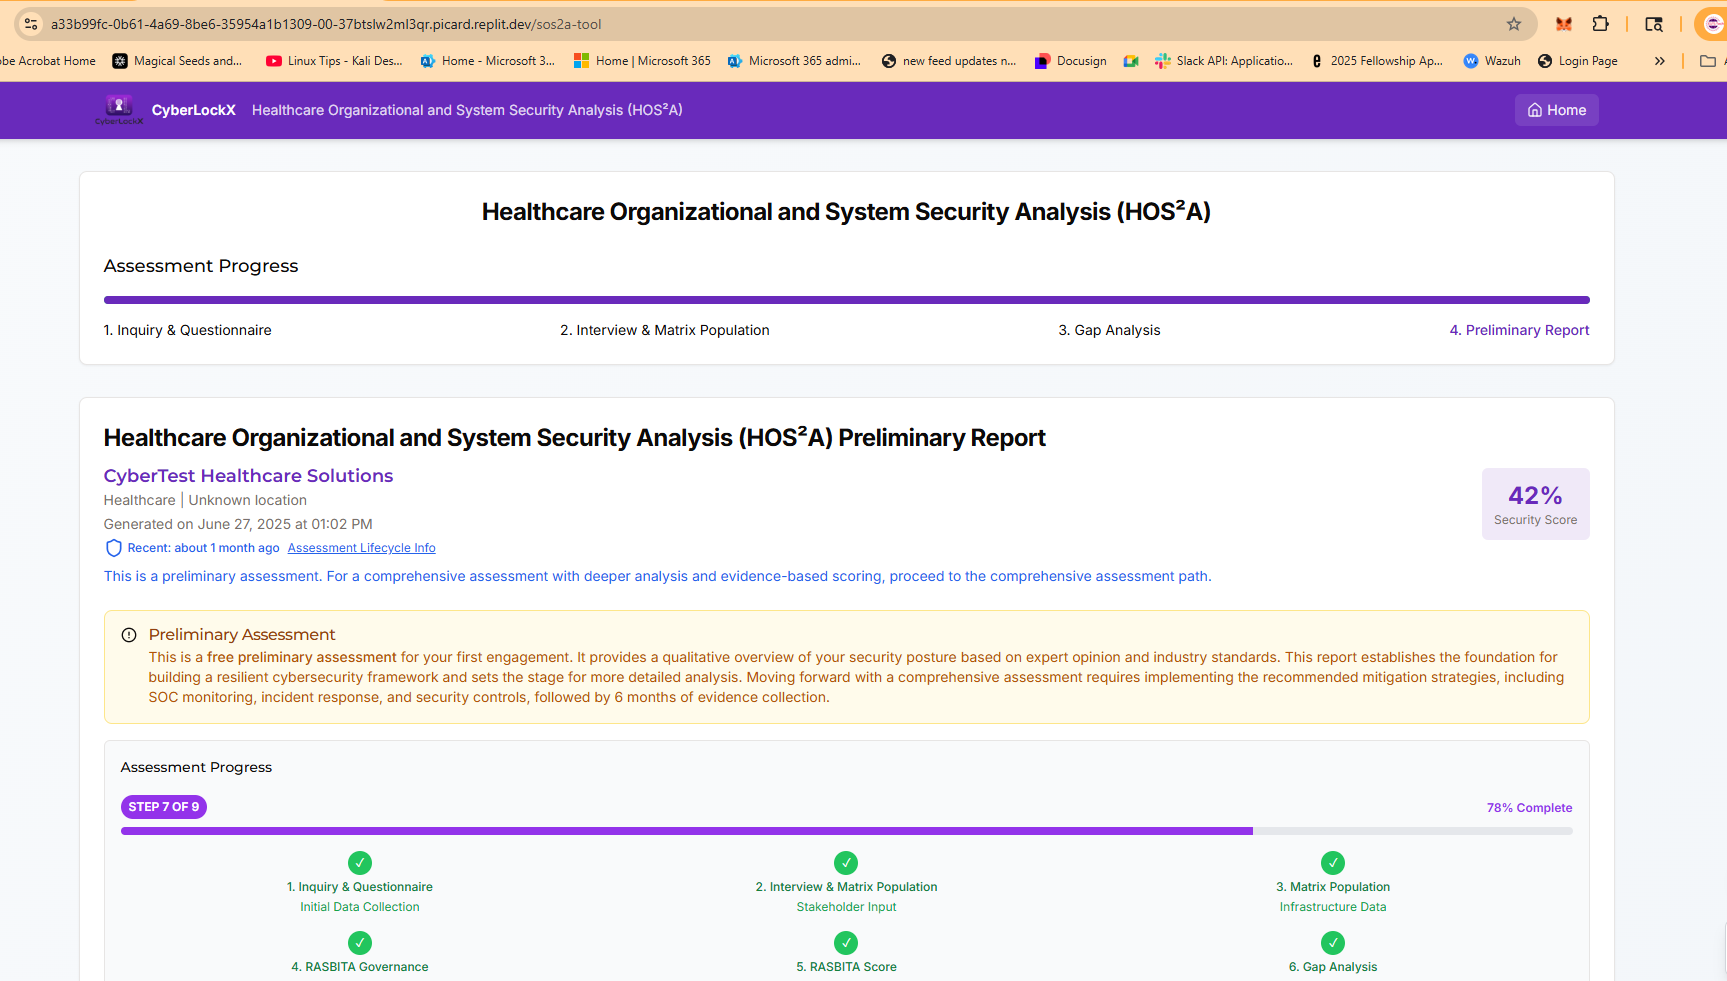 a33b99fc-0b61-4a69-8be6-35954a1b1309-00-37btslw2ml3qr.picard.replit.dev/sos2a-tool
be Acrobat Home
Magical Seeds and...
Linux Tips - Kali Des...
Home - Microsoft 3...
Home | Microsoft 365
Microsoft 365 admi...
new feed updates n...
Docusign
Slack API: Applicatio...
2025 Fellowship Ap...
Wazuh
Login Page
CyberLockX
CyberLockX
Healthcare Organizational and System Security Analysis (HOS²A)
Home
Healthcare Organizational and System Security Analysis (HOS²A)
Assessment Progress
1. Inquiry & Questionnaire
2. Interview & Matrix Population
3. Gap Analysis
4. Preliminary Report
Healthcare Organizational and System Security Analysis (HOS²A) Preliminary Report
CyberTest Healthcare Solutions
Healthcare | Unknown location
Generated on June 27, 2025 at 01:02 PM
Recent: about 1 month ago Assessment Lifecycle Info
42%
Security Score
This is a preliminary assessment. For a comprehensive assessment with deeper analysis and evidence-based scoring, proceed to the comprehensive assessment path.
Preliminary Assessment
This is a free preliminary assessment for your first engagement. It provides a qualitative overview of your security posture based on expert opinion and industry standards. This report establishes the foundation for
building a resilient cybersecurity framework and sets the stage for more detailed analysis. Moving forward with a comprehensive assessment requires implementing the recommended mitigation strategies, including
SOC monitoring, incident response, and security controls, followed by 6 months of evidence collection.
Assessment Progress
STEP 7 OF 9
78% Complete
1. Inquiry & Questionnaire
Initial Data Collection
2. Interview & Matrix Population
Stakeholder Input
3. Matrix Population
Infrastructure Data
4. RASBITA Governance
5. RASBITA Score
6. Gap Analysis